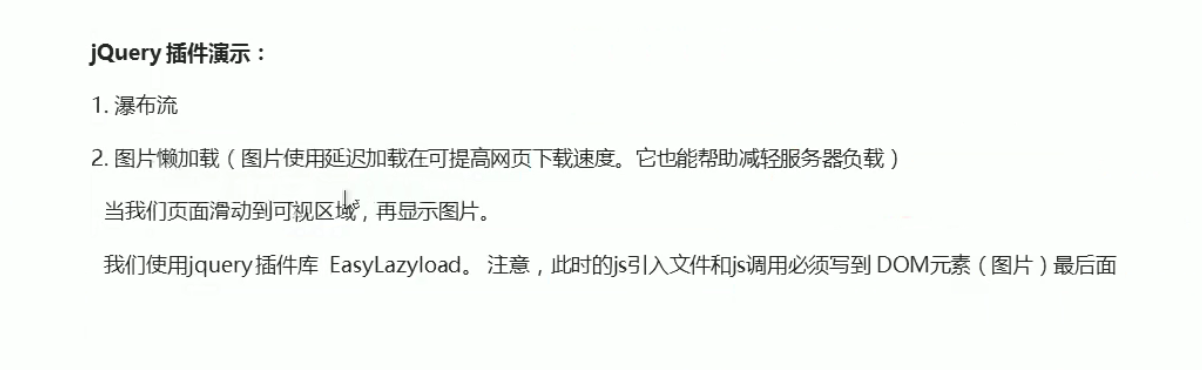 jQuery 插件演示：
1. 瀑布流
2. 图片懒加载（图片使用延迟加载在可提高网页下载速度。它也能帮助减轻服务器负载）
当我们页面滑动到可视区域，再显示图片。
我们使用jquery 插件库 EasyLazyload。 注意，此时的js引入文件和js调用必须写到 DOM元素（图片）最后面